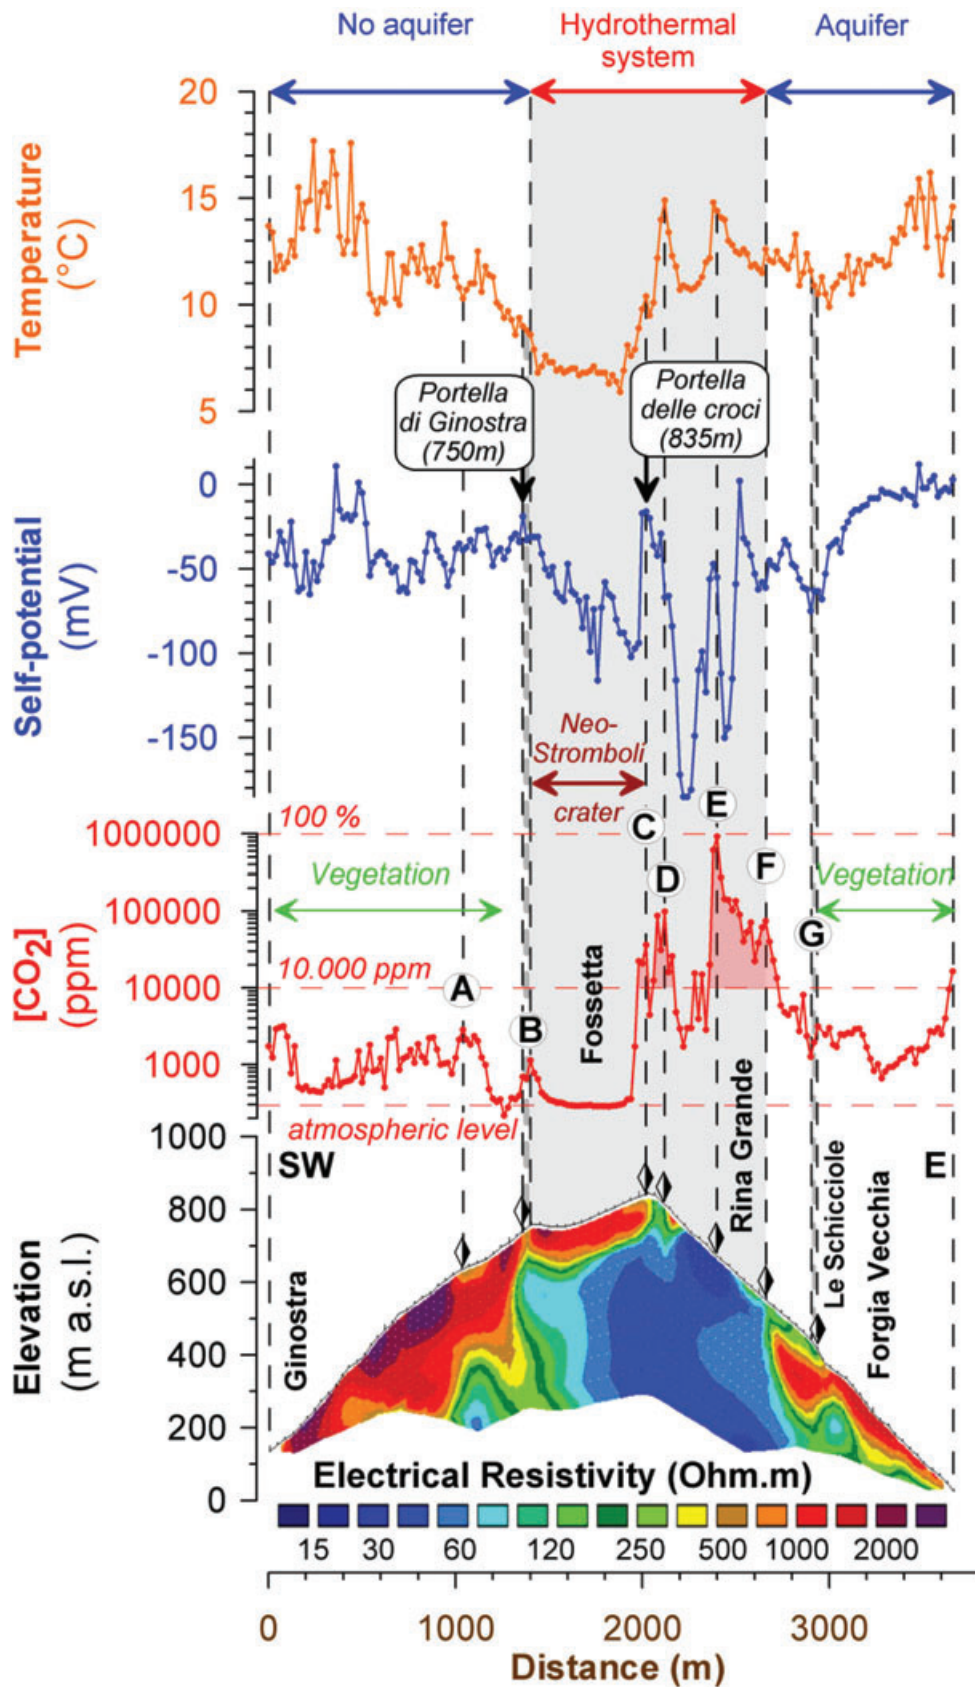 No aquifer
Hydrothermal
system
Aquifer
Temperature
(°C)
20
15
10
5
Portella
di Ginostra
(750m)
Portella
delle croci
(835m)
Self-potential
(mV)
0
-50
-100
-150
Neo-
Stromboli
crater
[CO2]
(ppm)
1000000
100000
10000
1000
100 %
Vegetation
Vegetation
10.000 ppm
atmospheric level
A
B
C
D
E
F
G
Fossetta
Rina Grande
Le Schicciole
Forgia Vecchia
Ginostra
SW
E
Elevation
(m a.s.l.)
1000
800
600
400
200
0
Electrical Resistivity (Ohm.m)
15 30 60 120 250 500 1000 2000
0 1000 2000 3000
Distance (m)